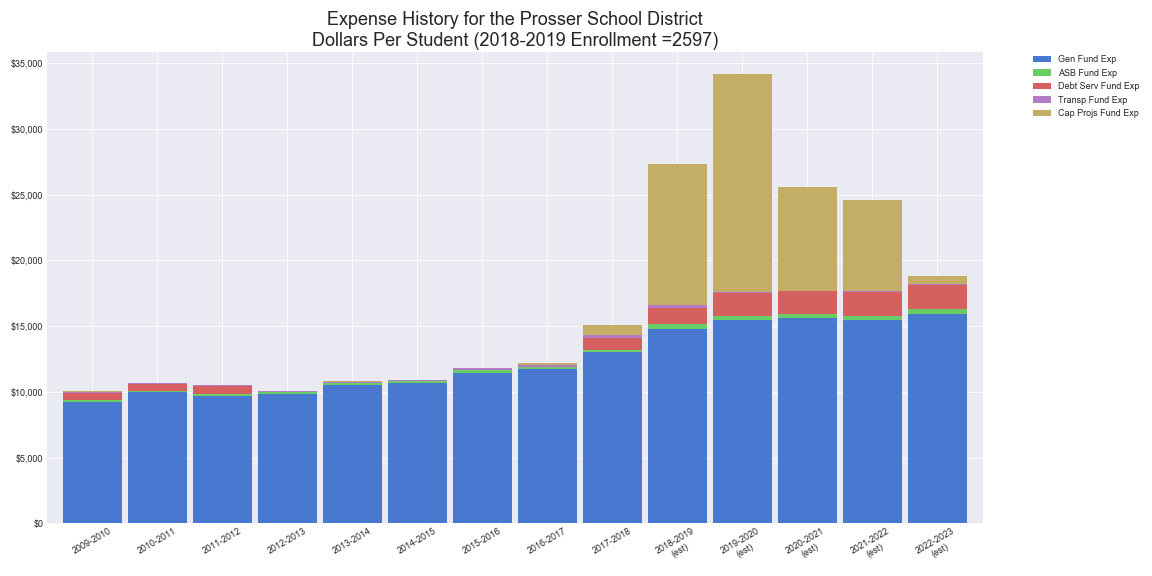 Expense History for the Prosser School District
Dollars Per Student (2018-2019 Enrollment =2597)
$35,000
$30,000
$25,000
$20,000
$15,000
$10,000
$5,000
$0
2009-2010
2010-2011
2011-2012
2012-2013
2013-2014
2014-2015
2015-2016
2016-2017
2017-2018
2018-2019
(est)
2019-2020
(est)
2020-2021
(est)
2021-2022
(est)
2022-2023
(est)
Gen Fund Exp
ASB Fund Exp
Debt Serv Fund Exp
Transp Fund Exp
Cap Projs Fund Exp